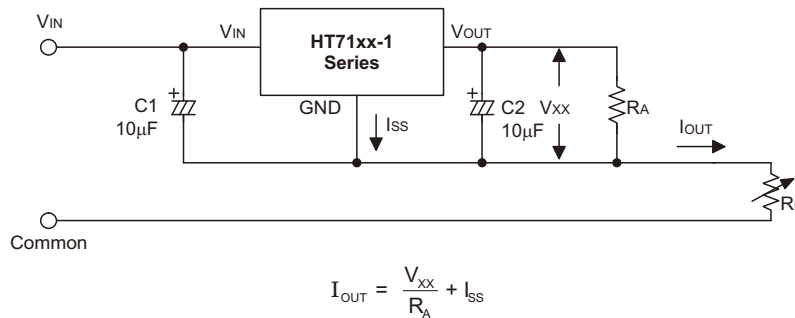 VIN
VIN
HT71xx-1
Series
VOUT
GND
C1
10μF
ISS
C2
10μF
VXX
RA
IOUT
Common
IOUT = VXX / RA + ISS